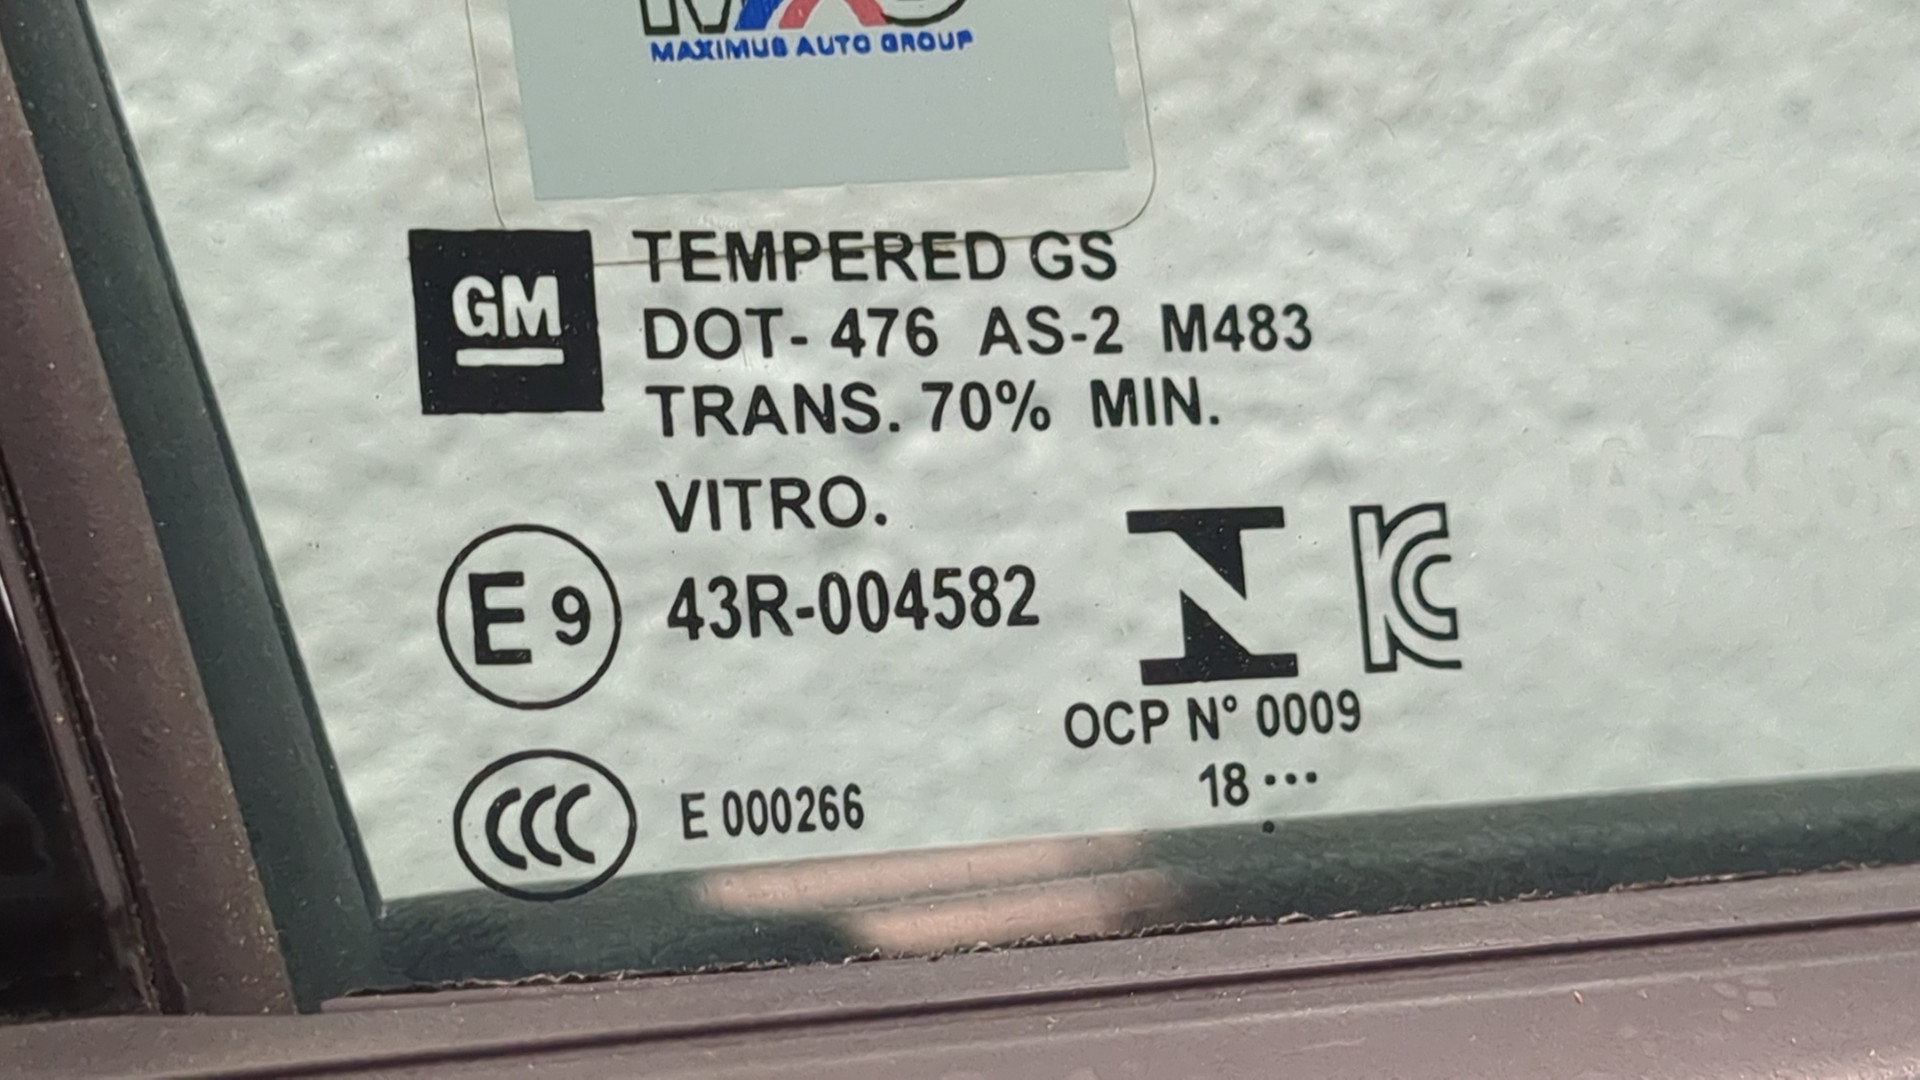 MAXIMUS AUTO GROUP
GM
TEMPERED GS
DOT- 476 AS-2 M483
TRANS. 70% MIN.
VITRO.
E 9 43R-004582
OCP N° 0009
18 •••
CCC E 000266